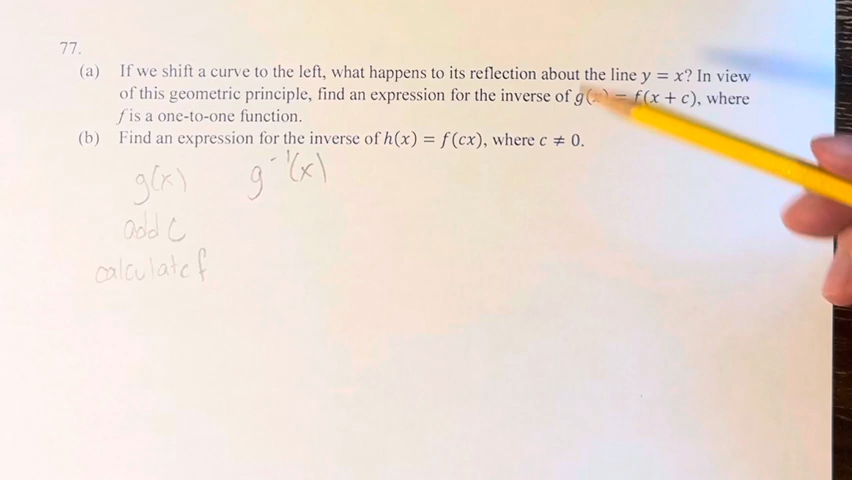 77.
(a) If we shift a curve to the left, what happens to its reflection about the line y = x? In view
of this geometric principle, find an expression for the inverse of g(x) = f(x + c), where
f is a one-to-one function.
(b) Find an expression for the inverse of h(x) = f(cx), where c ≠ 0.
g(x) g⁻¹(x)
add c
calculate f